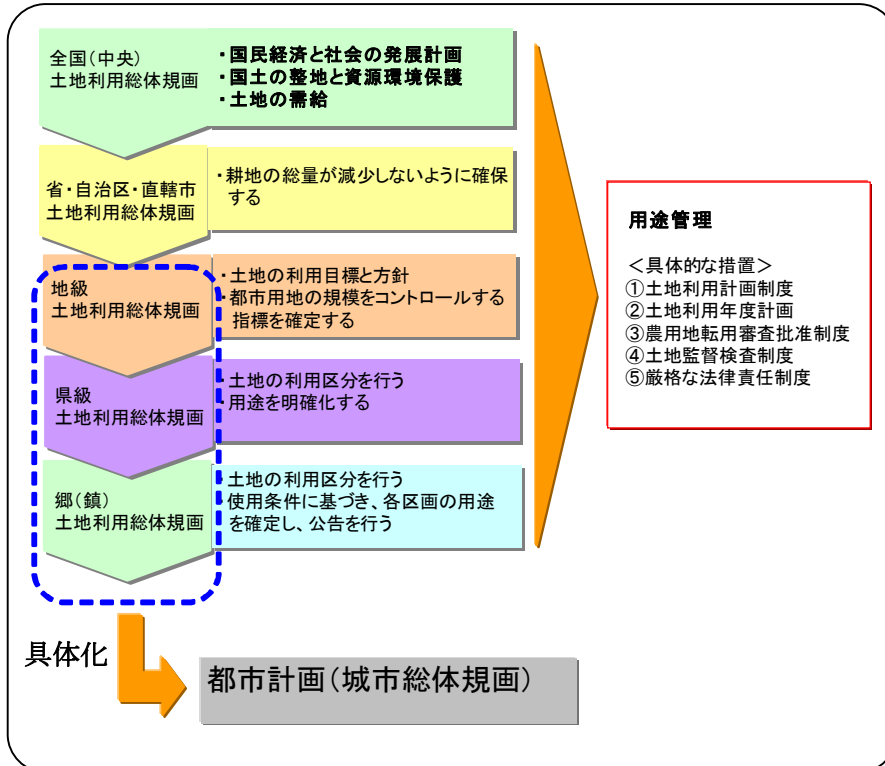 全国(中央)
土地利用総体規画
・国民経済と社会の発展計画
・国土の整地と資源環境保護
・土地の需給
省・自治区・直轄市
土地利用総体規画
・耕地の総量が減少しないように確保
する
地級
土地利用総体規画
・土地の利用目標と方針
・都市用地の規模をコントロールする
指標を確定する
県級
土地利用総体規画
・土地の利用区分を行う
・用途を明確化する
郷(鎮)
土地利用総体規画
・土地の利用区分を行う
・使用条件に基づき、各区画の用途
を確定し、公告を行う
用途管理
<具体的な措置>
①土地利用計画制度
②土地利用年度計画
③農用地転用審査批准制度
④土地監督検査制度
⑤厳格な法律責任制度
具体化
都市計画(城市総体規画)